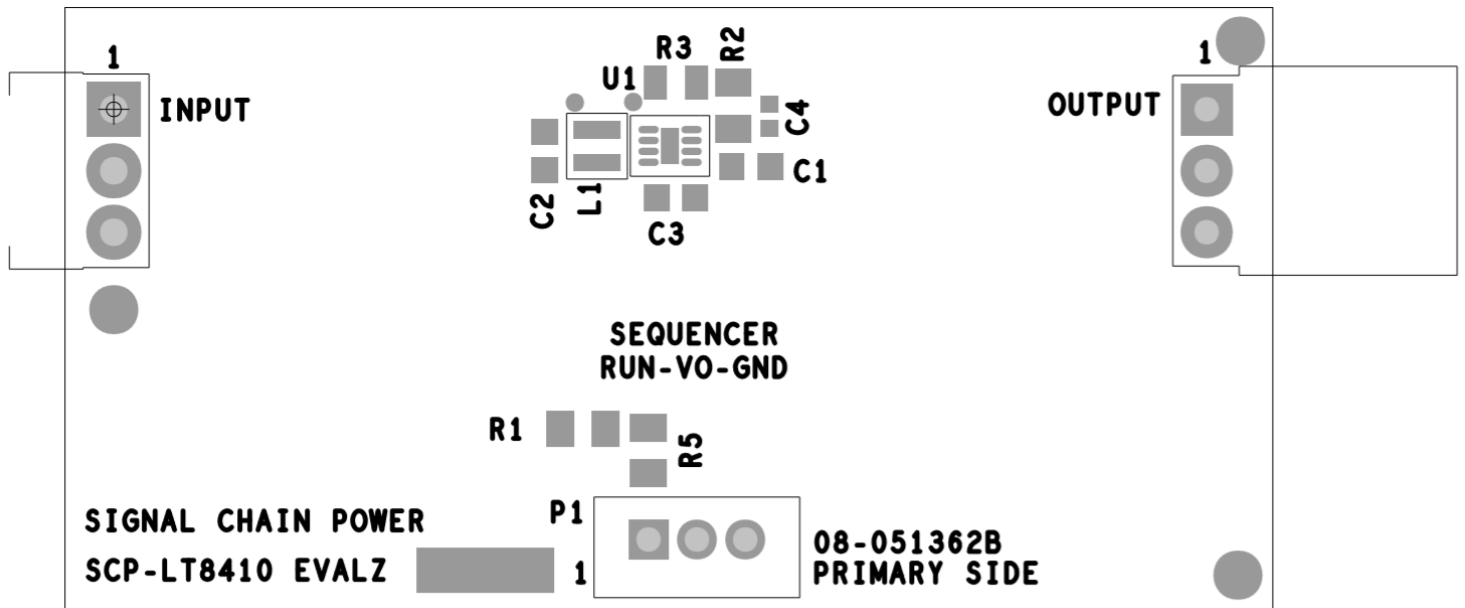 1
INPUT
R3
R2
U1
C4
C1
C2
L1
C3
1
OUTPUT
SEQUENCER
RUN-VO-GND
R1
R5
SIGNAL CHAIN POWER
SCP-LT8410 EVALZ
P1
1
08-051362B
PRIMARY SIDE